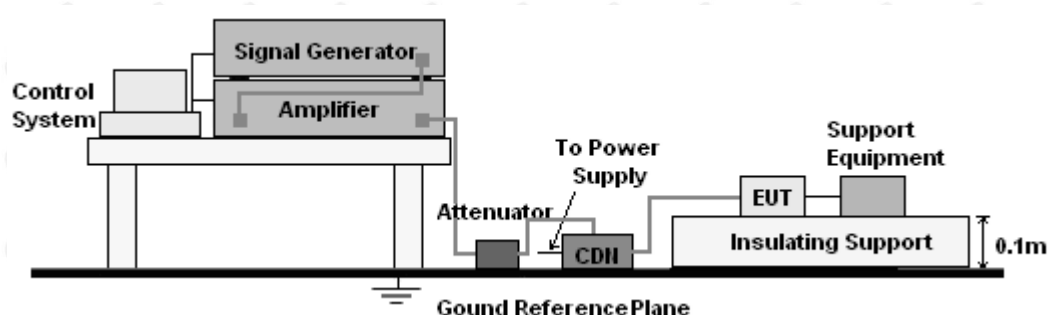 Signal Generator
Control
System
Amplifier
To Power
Supply
Support
Equipment
Attenuator
EUT
CDN
Insulating Support
0.1m
Gound Reference Plane